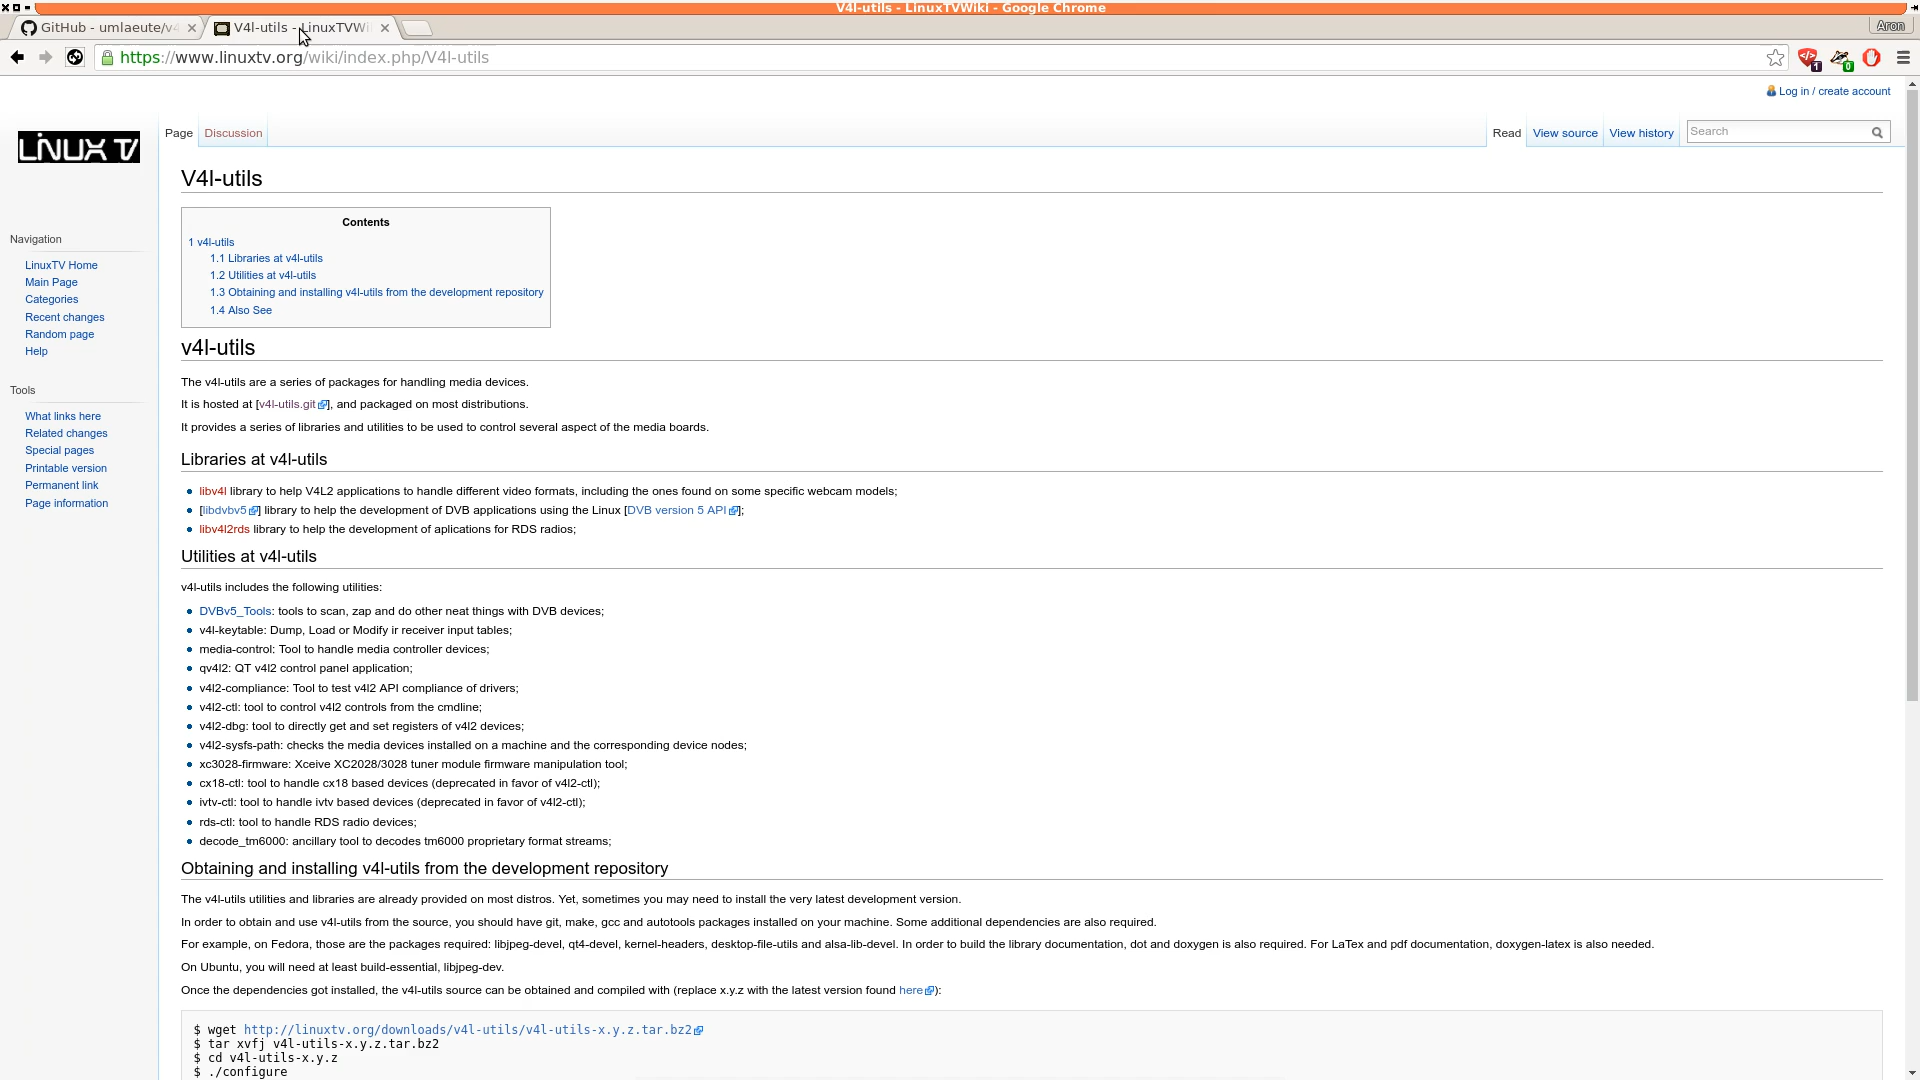 V4l-utils - LinuxTVWiki - Google Chrome
GitHub - umlaeute/v4
V4l-utils - LinuxTVWi
Aron
https://www.linuxtv.org/wiki/index.php/V4l-utils
1
0
Log in / create account
LINUX TV
Page
Discussion
Read
View source
View history
Search
Navigation
LinuxTV Home
Main Page
Categories
Recent changes
Random page
Help
Tools
What links here
Related changes
Special pages
Printable version
Permanent link
Page information
V4l-utils
Contents
1 v4l-utils
1.1 Libraries at v4l-utils
1.2 Utilities at v4l-utils
1.3 Obtaining and installing v4l-utils from the development repository
1.4 Also See
v4l-utils
The v4l-utils are a series of packages for handling media devices.
It is hosted at [v4l-utils.git], and packaged on most distributions.
It provides a series of libraries and utilities to be used to control several aspect of the media boards.
Libraries at v4l-utils
libv4l library to help V4L2 applications to handle different video formats, including the ones found on some specific webcam models;
[libdvbv5] library to help the development of DVB applications using the Linux [DVB version 5 API];
libv4l2rds library to help the development of aplications for RDS radios;
Utilities at v4l-utils
v4l-utils includes the following utilities:
DVBv5_Tools: tools to scan, zap and do other neat things with DVB devices;
v4l-keytable: Dump, Load or Modify ir receiver input tables;
media-control: Tool to handle media controller devices;
qv4l2: QT v4l2 control panel application;
v4l2-compliance: Tool to test v4l2 API compliance of drivers;
v4l2-ctl: tool to control v4l2 controls from the cmdline;
v4l2-dbg: tool to directly get and set registers of v4l2 devices;
v4l2-sysfs-path: checks the media devices installed on a machine and the corresponding device nodes;
xc3028-firmware: Xceive XC2028/3028 tuner module firmware manipulation tool;
cx18-ctl: tool to handle cx18 based devices (deprecated in favor of v4l2-ctl);
ivtv-ctl: tool to handle ivtv based devices (deprecated in favor of v4l2-ctl);
rds-ctl: tool to handle RDS radio devices;
decode_tm6000: ancillary tool to decodes tm6000 proprietary format streams;
Obtaining and installing v4l-utils from the development repository
The v4l-utils utilities and libraries are already provided on most distros. Yet, sometimes you may need to install the very latest development version.
In order to obtain and use v4l-utils from the source, you should have git, make, gcc and autotools packages installed on your machine. Some additional dependencies are also required.
For example, on Fedora, those are the packages required: libjpeg-devel, qt4-devel, kernel-headers, desktop-file-utils and alsa-lib-devel. In order to build the library documentation, dot and doxygen is also required. For LaTex and pdf documentation, doxygen-latex is also needed.
On Ubuntu, you will need at least build-essential, libjpeg-dev.
Once the dependencies got installed, the v4l-utils source can be obtained and compiled with (replace x.y.z with the latest version found here):
$ wget http://linuxtv.org/downloads/v4l-utils/v4l-utils-x.y.z.tar.bz2
$ tar xvfj v4l-utils-x.y.z.tar.bz2
$ cd v4l-utils-x.y.z
$ ./configure